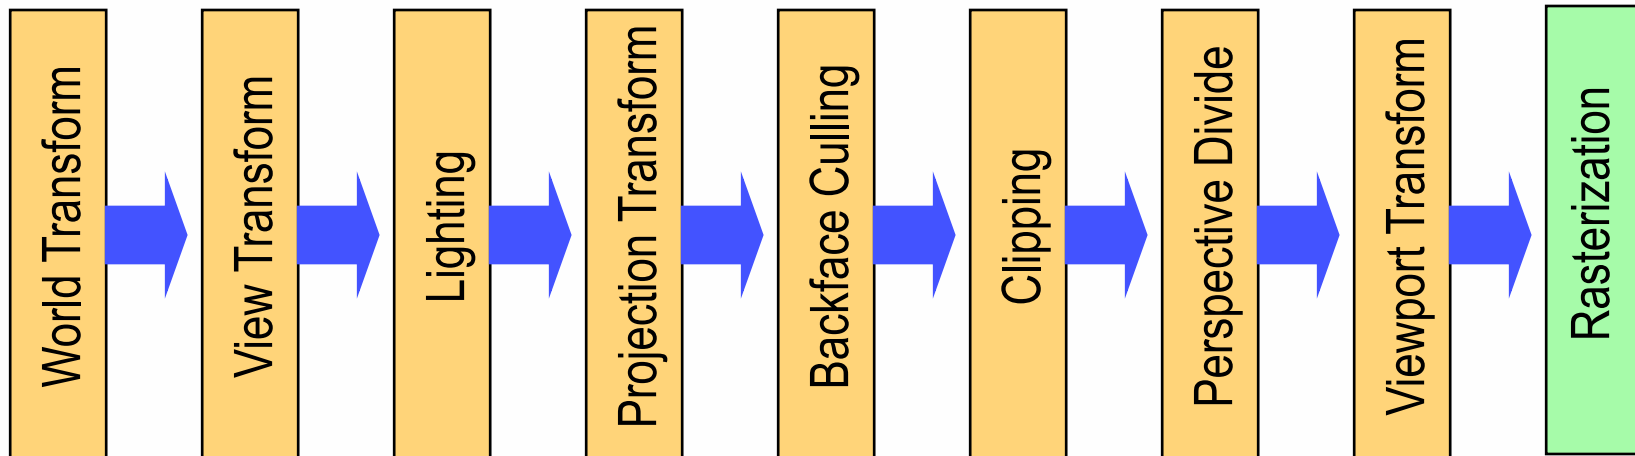 World Transform
View Transform
Lighting
Projection Transform
Backface Culling
Clipping
Perspective Divide
Viewport Transform
Rasterization